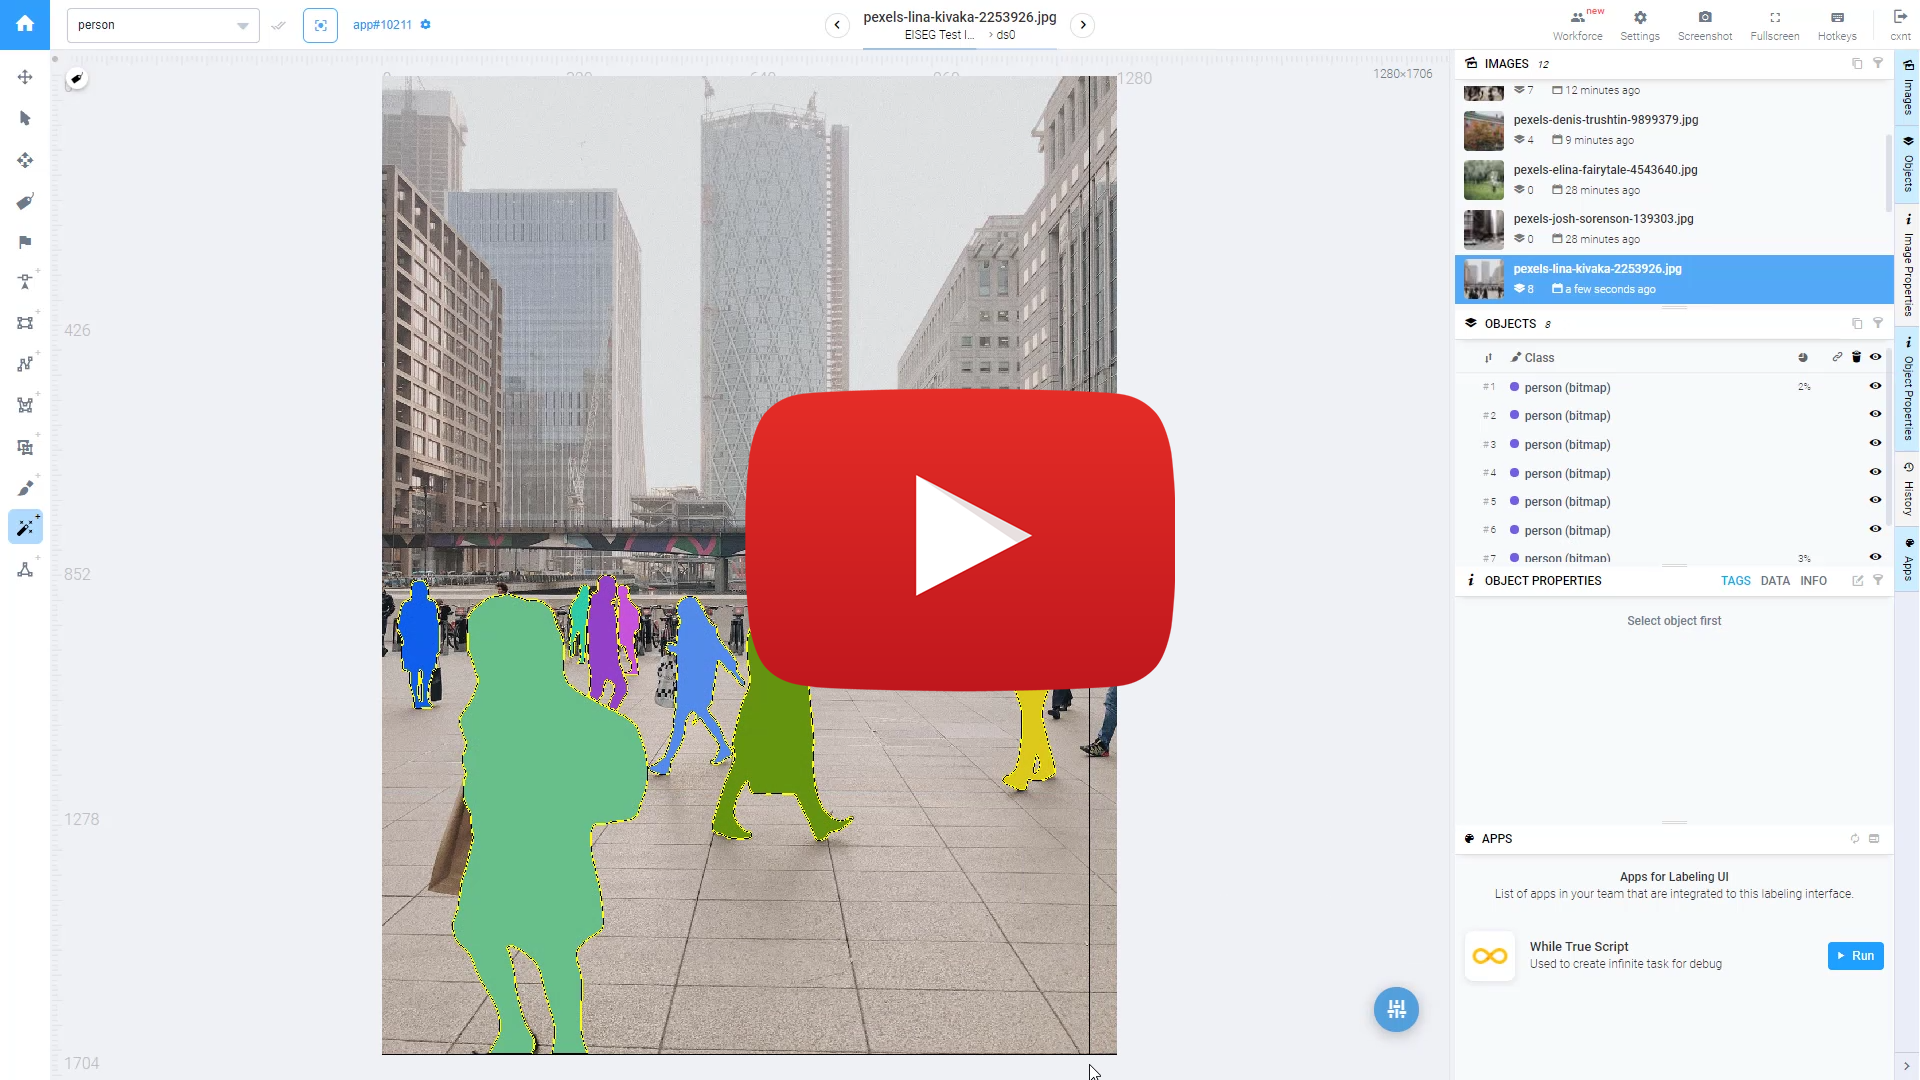 person
app#10211
pexels-lina-kivaka-2253926.jpg
EISEG Test I... › ds0
new
Workforce
Settings
Screenshot
Fullscreen
Hotkeys
cxnt
1280
1280×1706
426
852
1278
1704
IMAGES 12
7 12 minutes ago
pexels-denis-trushtin-9899379.jpg
4 9 minutes ago
pexels-elina-fairytale-4543640.jpg
0 28 minutes ago
pexels-josh-sorenson-139303.jpg
0 28 minutes ago
pexels-lina-kivaka-2253926.jpg
8 a few seconds ago
OBJECTS 8
Class
#1 person (bitmap) 2%
#2 person (bitmap)
#3 person (bitmap)
#4 person (bitmap)
#5 person (bitmap)
#6 person (bitmap)
#7 person (bitmap) 3%
OBJECT PROPERTIES TAGS DATA INFO
Select object first
APPS
Apps for Labeling UI
List of apps in your team that are integrated to this labeling interface.
While True Script
Used to create infinite task for debug
Run
Images
Objects
Image Properties
Object Properties
History
Apps